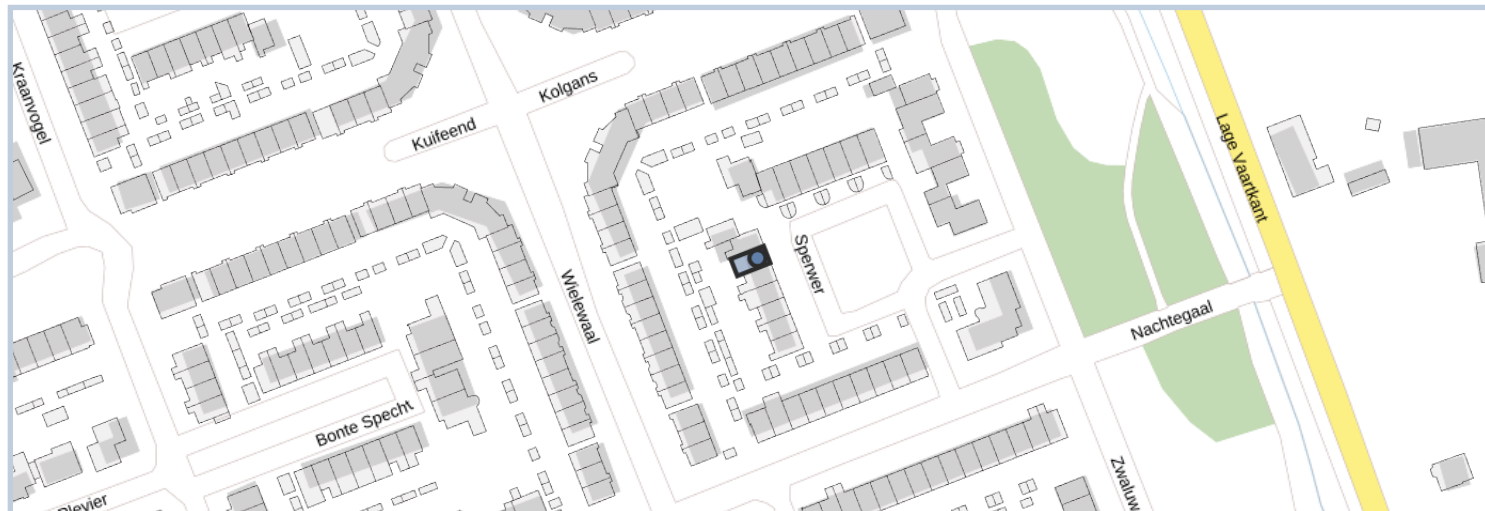 Kraanvogel
Kolgans
Kuifeend
Lage Vaartkant
Sperwer
Wielewaal
Nachtegaal
Bonte Specht
Zwaluw
Plevier